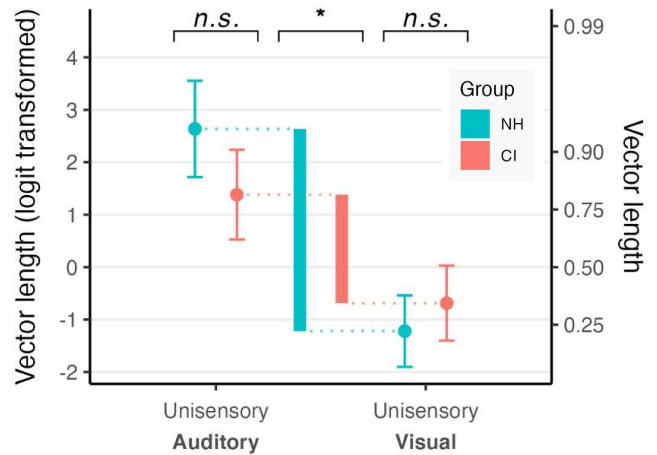 n.s.
*
n.s.
Vector length (logit transformed)
4
3
2
1
0
-1
-2
0.99
0.90
0.75
0.50
0.25
Vector length
Group
NH
CI
Unisensory
Auditory
Unisensory
Visual